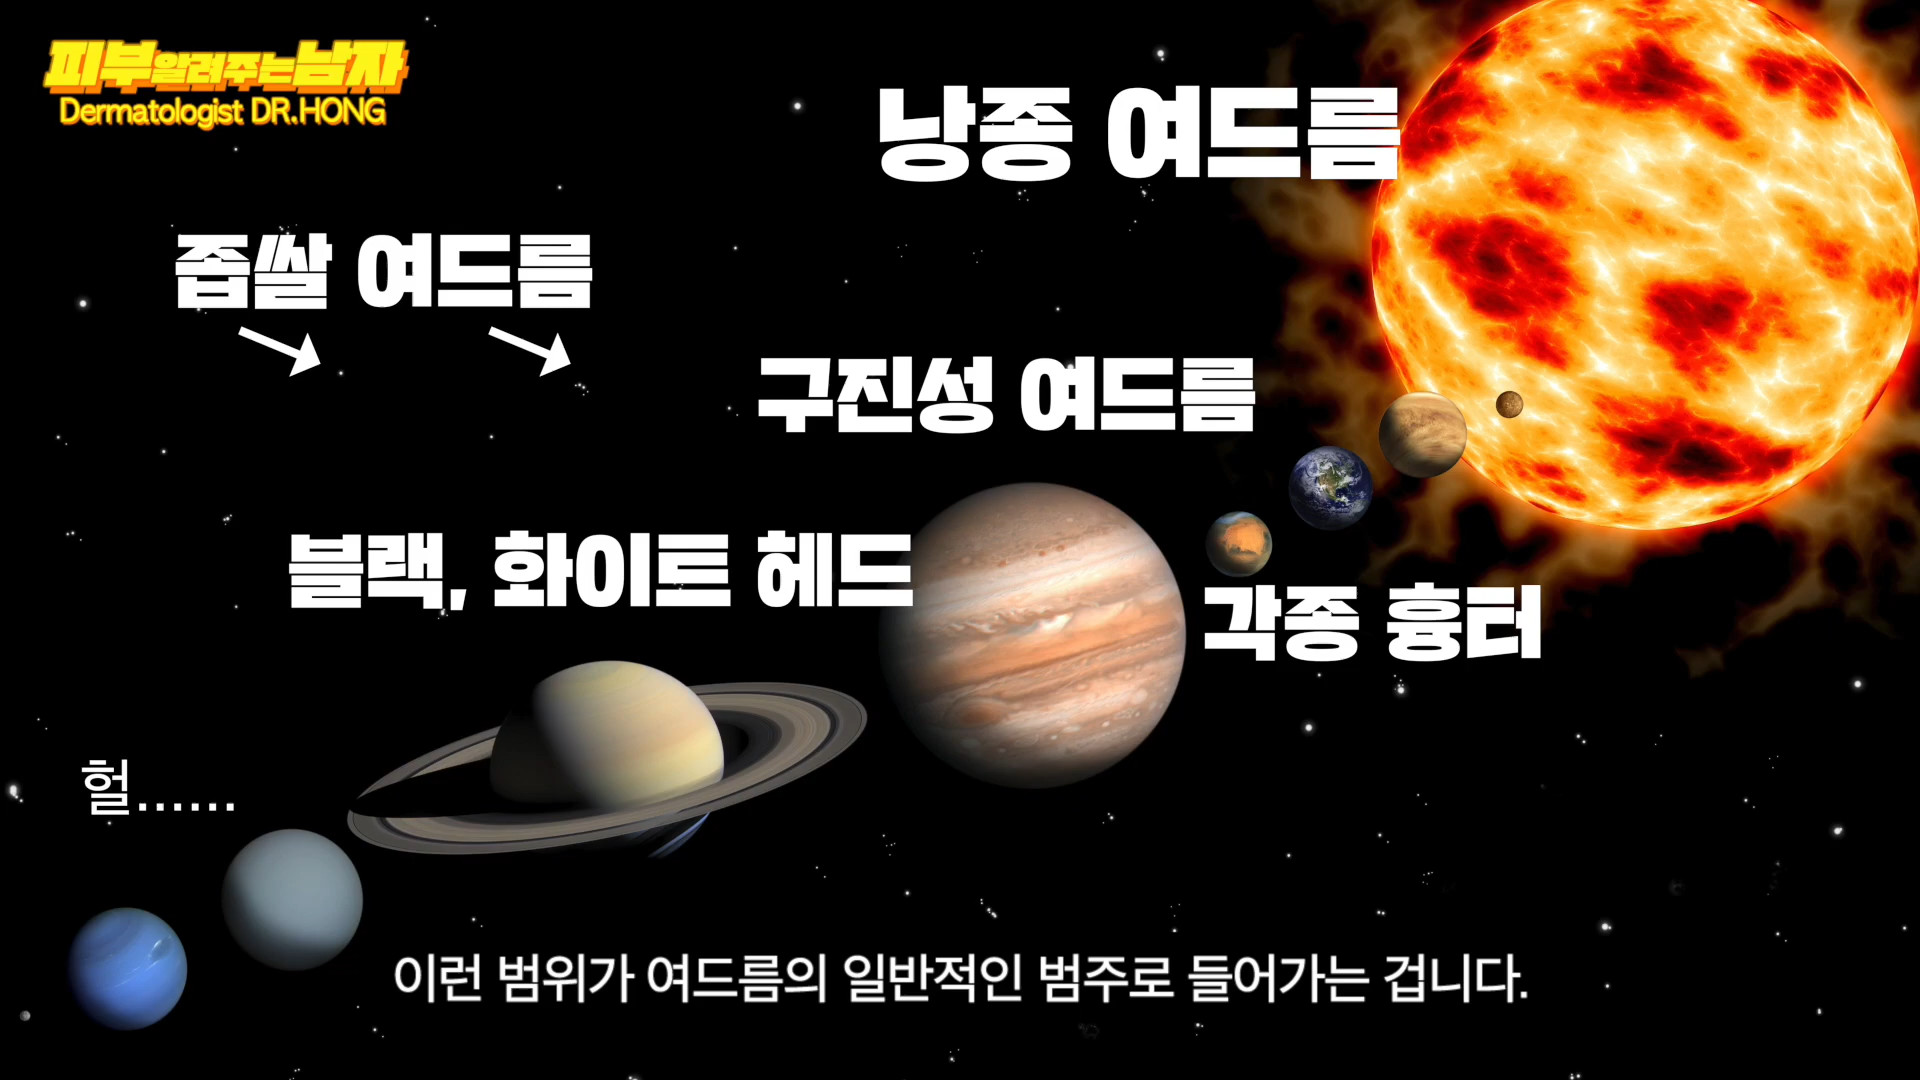 피부알려주는남자
Dermatologist DR.HONG
낭종 여드름
좁쌀 여드름
구진성 여드름
블랙, 화이트 헤드
각종 흉터
헐......
이런 범위가 여드름의 일반적인 범주로 들어가는 겁니다.